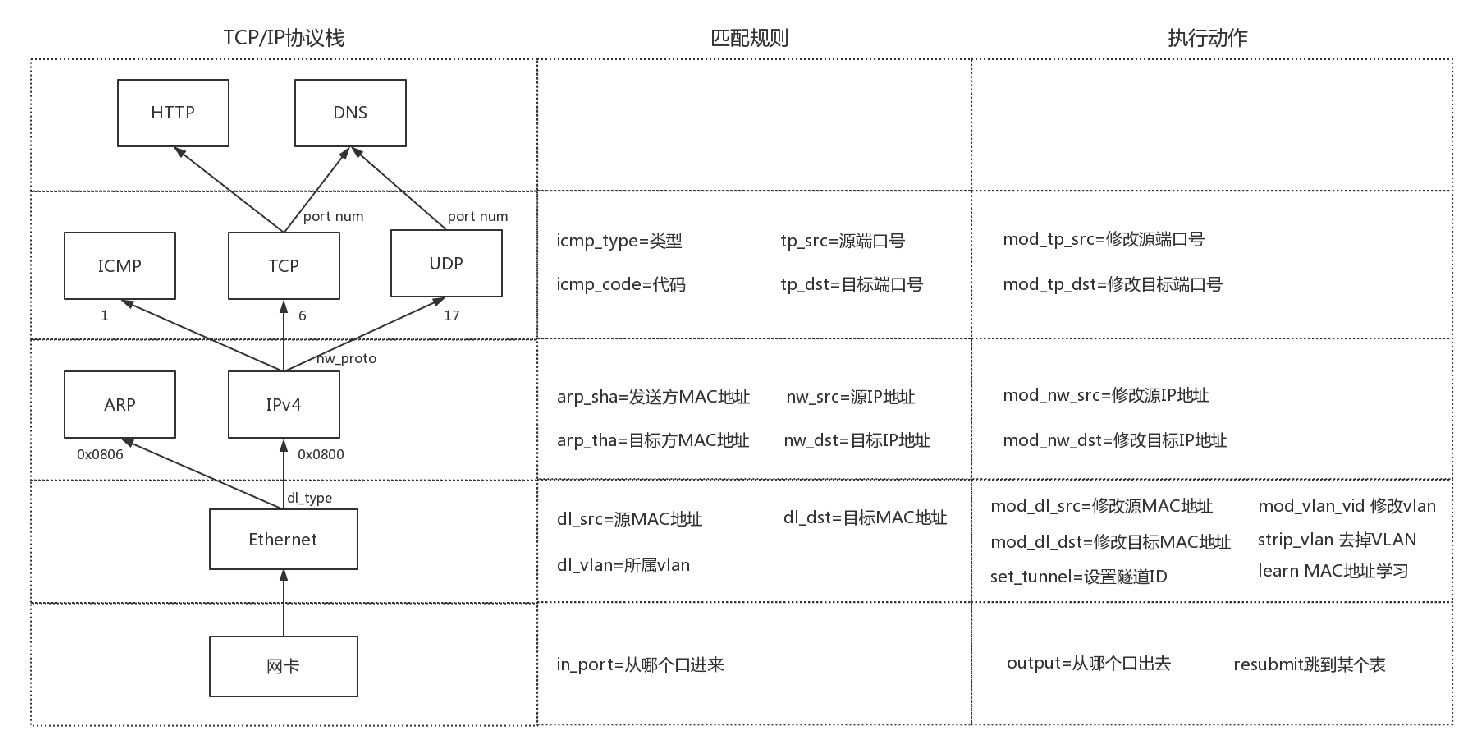 TCP/IP协议栈
匹配规则
执行动作
HTTP
DNS
port num
port num
ICMP
TCP
UDP
icmp_type=类型
tp_src=源端口号
mod_tp_src=修改源端口号
icmp_code=代码
tp_dst=目标端口号
mod_tp_dst=修改目标端口号
1
6
17
nw_proto
ARP
IPv4
arp_sha=发送方MAC地址
nw_src=源IP地址
mod_nw_src=修改源IP地址
arp_tha=目标方MAC地址
nw_dst=目标IP地址
mod_nw_dst=修改目标IP地址
0x0806
0x0800
dl_type
Ethernet
dl_src=源MAC地址
dl_dst=目标MAC地址
mod_dl_src=修改源MAC地址
mod_vlan_vid 修改vlan
mod_dl_dst=修改目标MAC地址
strip_vlan 去掉VLAN
dl_vlan=所属vlan
set_tunnel=设置隧道ID
learn MAC地址学习
网卡
in_port=从哪个口进来
output=从哪个口出去
resubmit跳到某个表